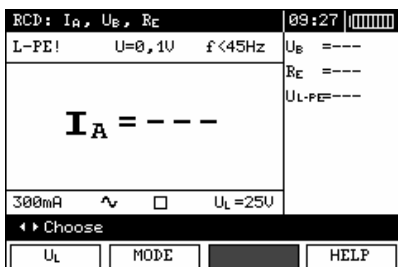 RCD: IA, UB, RE 09:27
L-PE! U=0,1V f<45Hz
UB =---
RE =---
UL-PE=---
IA = ---
300mA UL =25V
Choose
UL MODE HELP